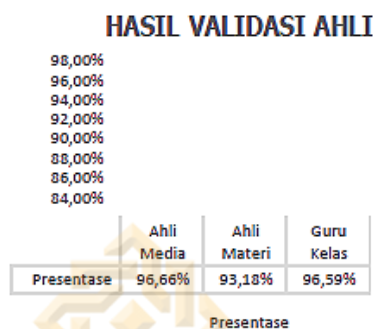 HASIL VALIDASI AHLI
98,00%
96,00%
94,00%
92,00%
90,00%
88,00%
86,00%
84,00%
Ahli Media Ahli Materi Guru Kelas
Presentase 96,66% 93,18% 96,59%
Presentase